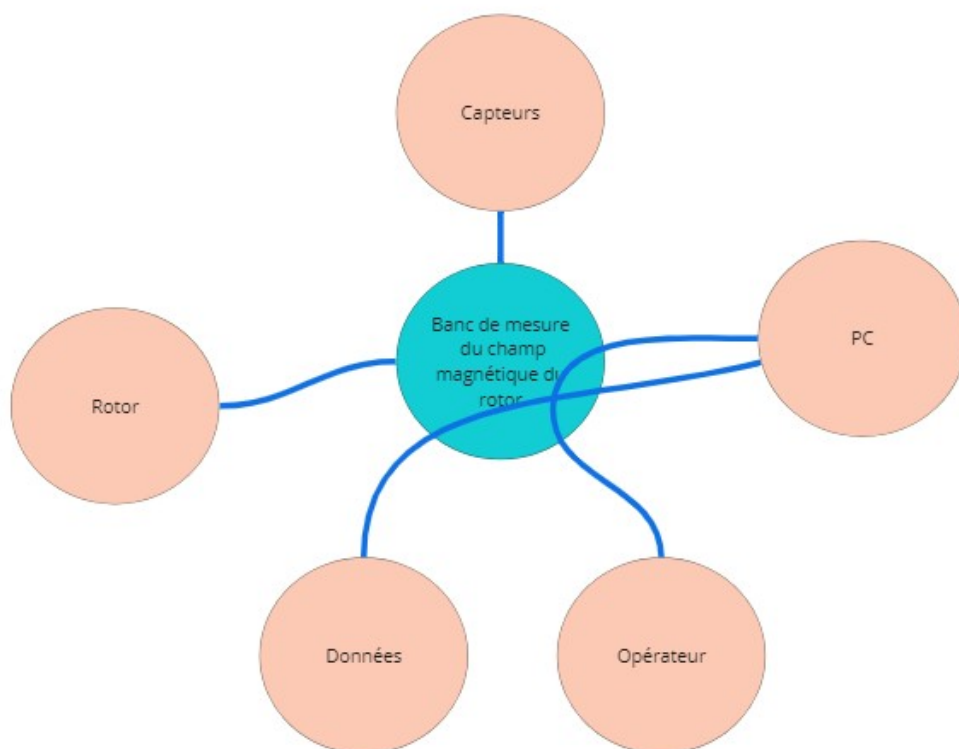 Capteurs
Banc de mesure
du champ
magnétique du
rotor
PC
Rotor
Données
Opérateur